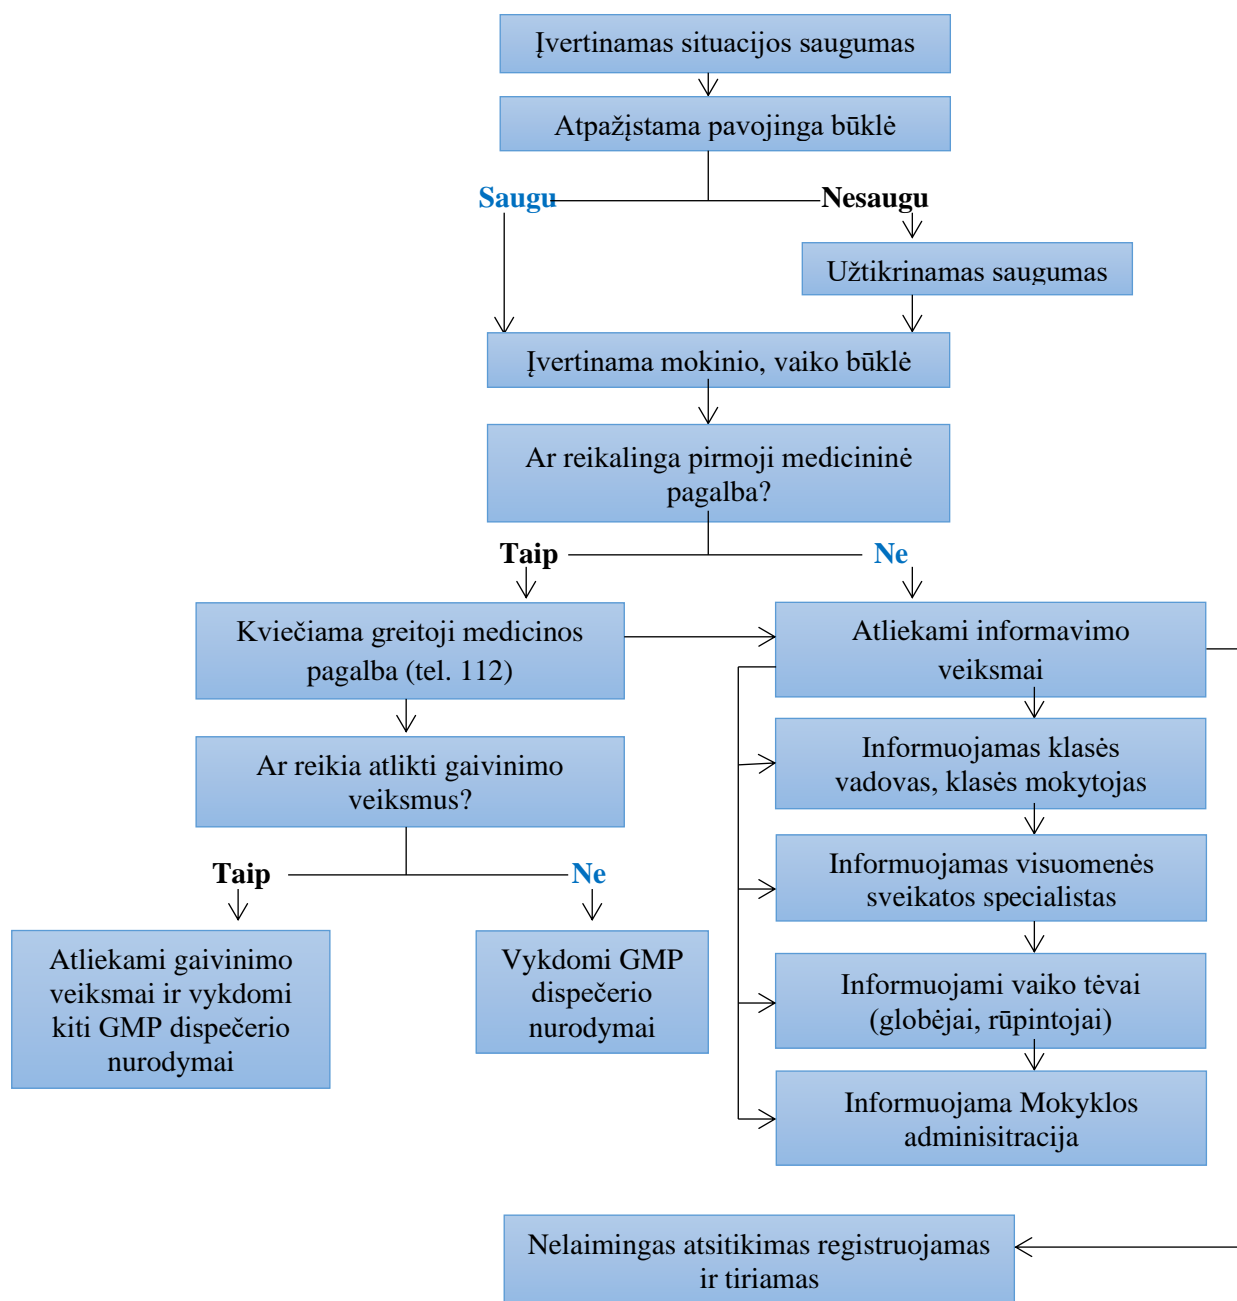 Įvertinamas situacijos saugumas
Atpažįstama pavojinga būklė
Saugu
Nesaugu
Užtikrinamas saugumas
Įvertinama mokinio, vaiko būklė
Ar reikalinga pirmoji medicininė
pagalba?
Taip
Ne
Kviečiama greitoji medicinos
pagalba (tel. 112)
Atliekami informavimo
veiksmai
Ar reikia atlikti gaivinimo
veiksmus?
Informuojamas klasės
vadovas, klasės mokytojas
Taip
Ne
Informuojamas visuomenės
sveikatos specialistas
Atliekami gaivinimo
veiksmai ir vykdomi
kiti GMP dispečerio
nurodymai
Vykdomi GMP
dispečerio
nurodymai
Informuojami vaiko tėvai
(globėjai, rūpintojai)
Informuojama Mokyklos
adminisitracija
Nelaimingas atsitikimas registruojamas
ir tiriamas